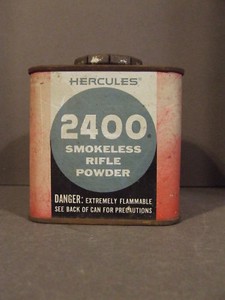 HERCULES®
2400
SMOKELESS
RIFLE
POWDER
DANGER: EXTREMELY FLAMMABLE
SEE BACK OF CAN FOR PRECAUTIONS